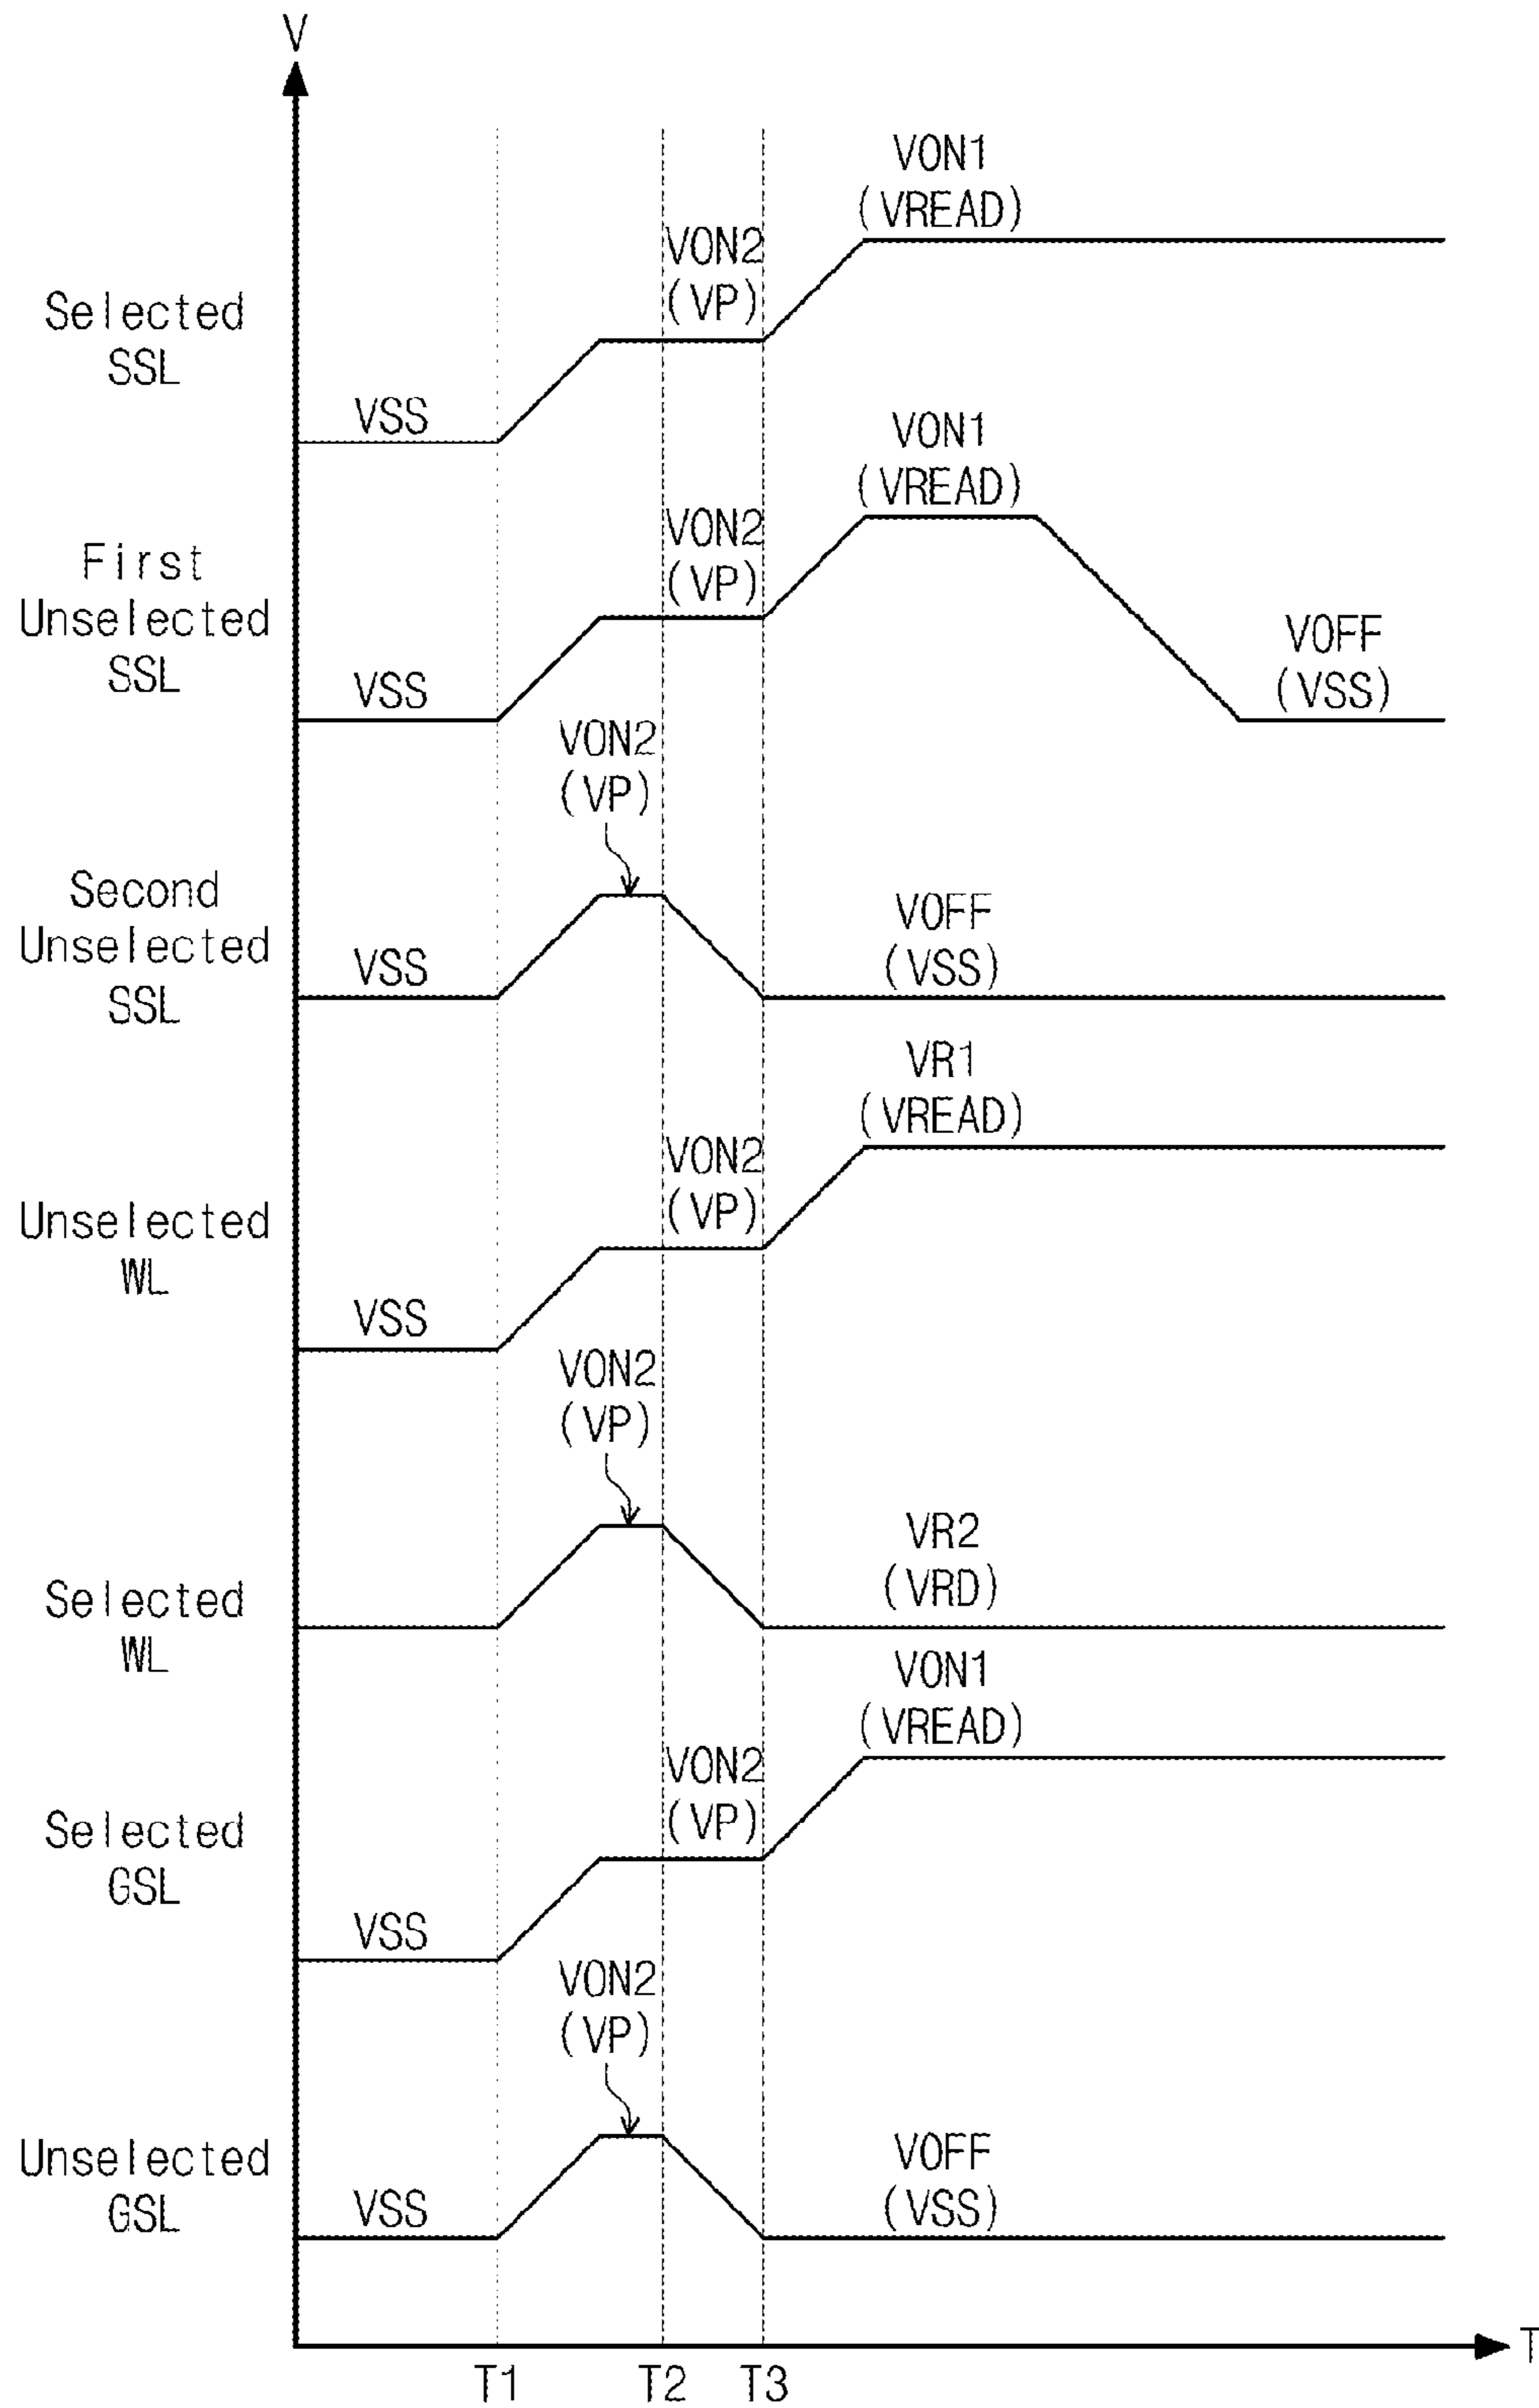 V
VON1
(VREAD)
VON2
(VP)
Selected
SSL
VSS
VON1
(VREAD)
VON2
(VP)
First
Unselected
SSL
VSS
VOFF
(VSS)
VON2
(VP)
Second
Unselected
SSL
VSS
VOFF
(VSS)
VR1
(VREAD)
VON2
(VP)
Unselected
WL
VSS
VON2
(VP)
Selected
WL
VR2
(VRD)
VON1
(VREAD)
VON2
(VP)
Selected
GSL
VSS
VON2
(VP)
Unselected
GSL
VSS
VOFF
(VSS)
T
T1 T2 T3